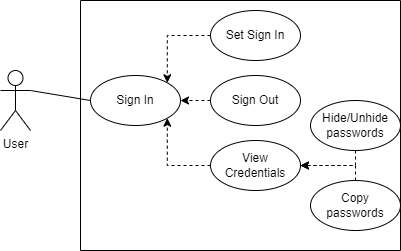 Set Sign In
Sign In
Sign Out
Hide/Unhide
passwords
User
View
Credentials
Copy
passwords